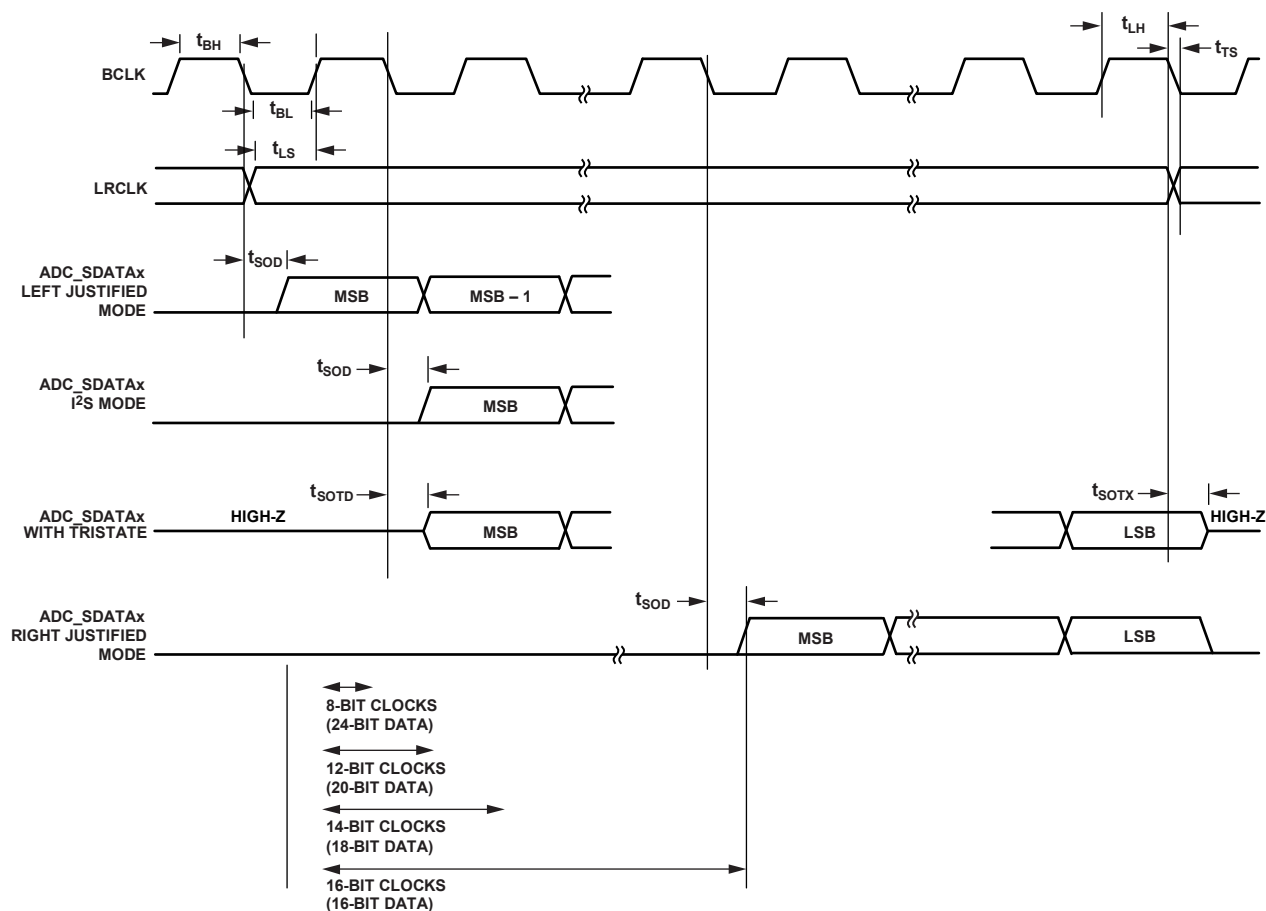 tBH
tLH
tTS
BCLK
tBL
tLS
LRCLK
tSOD
ADC_SDATAx
LEFT JUSTIFIED
MODE
MSB
MSB – 1
tSOD
ADC_SDATAx
I2S MODE
MSB
tSOTD
tSOTX
ADC_SDATAx
WITH TRISTATE
HIGH-Z
MSB
LSB
HIGH-Z
tSOD
ADC_SDATAx
RIGHT JUSTIFIED
MODE
MSB
LSB
8-BIT CLOCKS
(24-BIT DATA)
12-BIT CLOCKS
(20-BIT DATA)
14-BIT CLOCKS
(18-BIT DATA)
16-BIT CLOCKS
(16-BIT DATA)